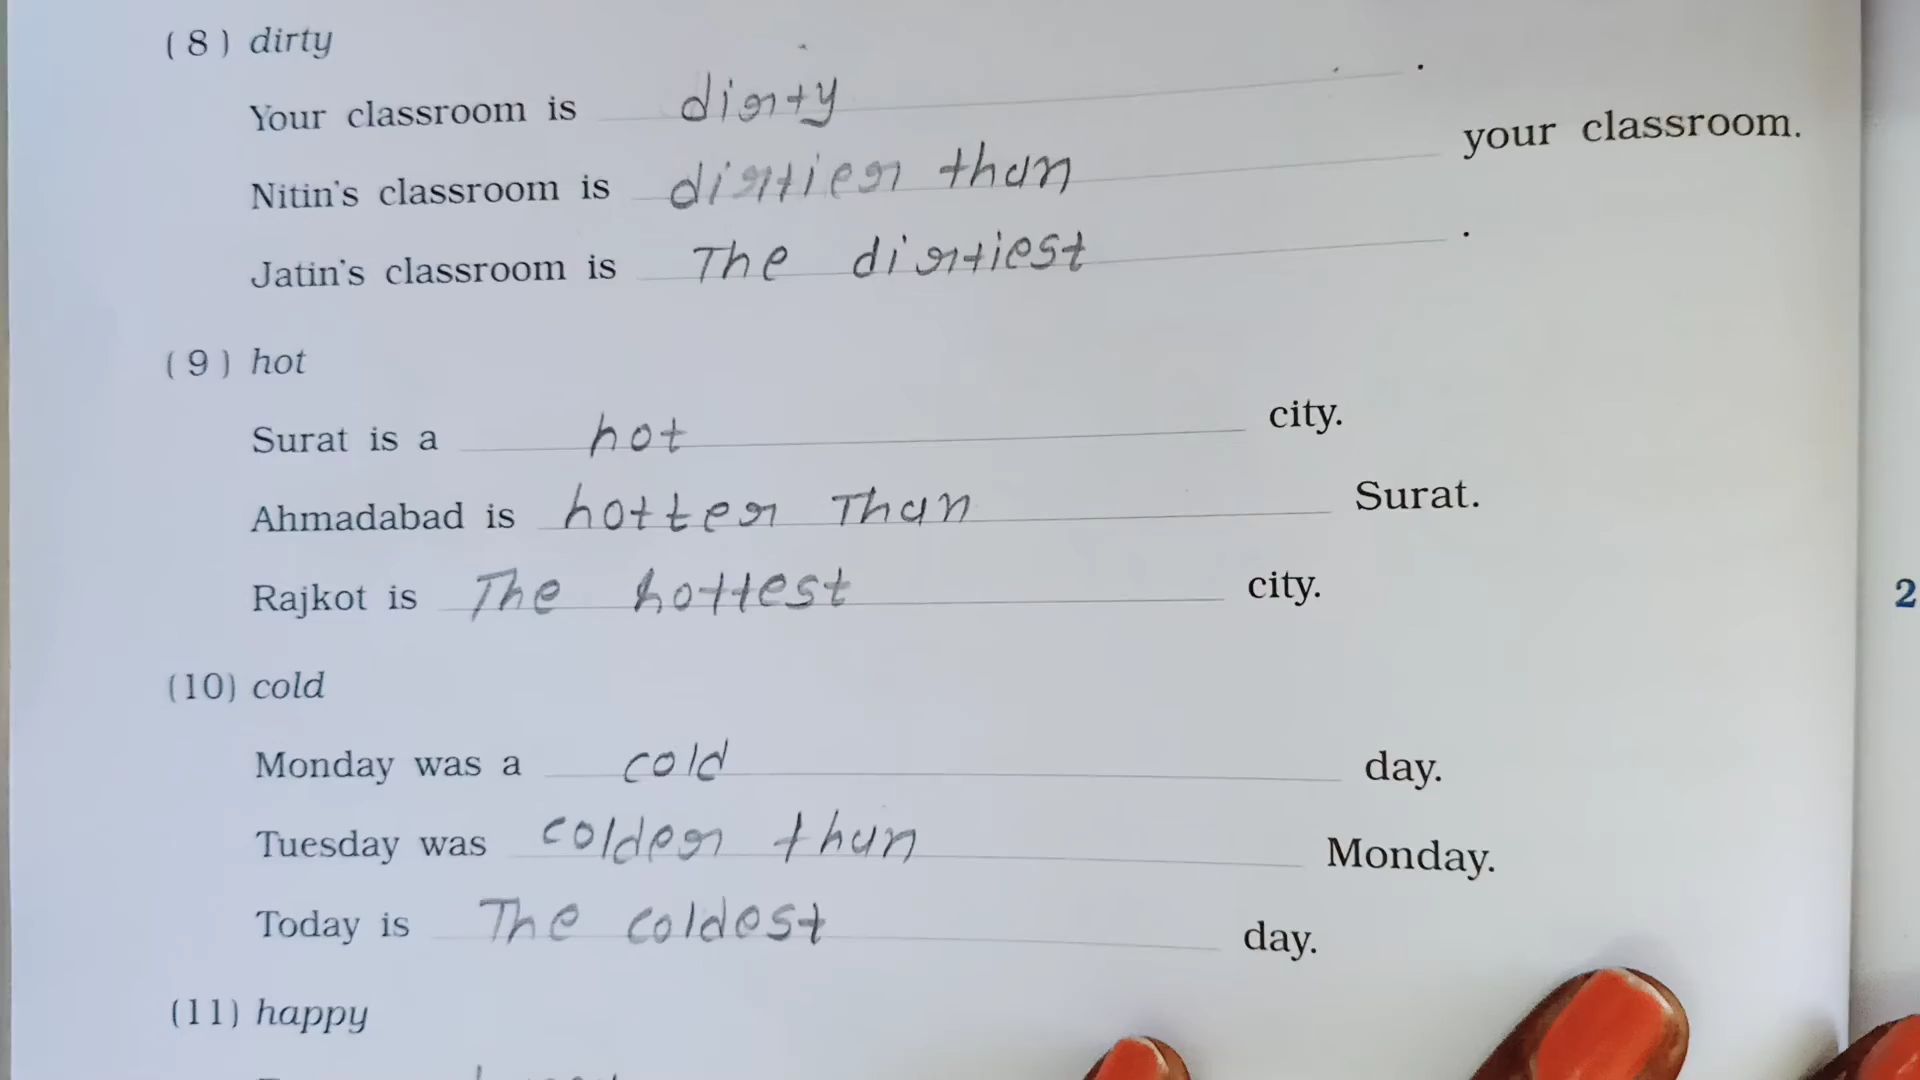 (8) dirty
Your classroom is dirty .
Nitin's classroom is dirtier than your classroom.
Jatin's classroom is The dirtiest .
(9) hot
Surat is a hot city.
Ahmadabad is hotter Than Surat.
Rajkot is The hottest city.
2
(10) cold
Monday was a cold day.
Tuesday was colder than Monday.
Today is The coldest day.
(11) happy